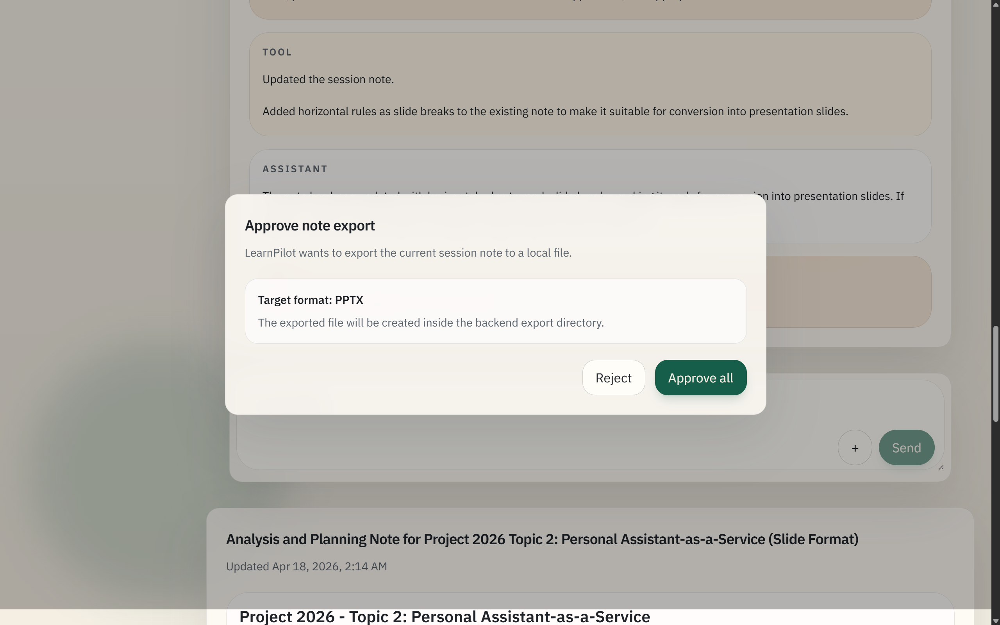 TOOL
Updated the session note.
Added horizontal rules as slide breaks to the existing note to make it suitable for conversion into presentation slides.
ASSISTANT
into presentation slides. If
Approve note export
LearnPilot wants to export the current session note to a local file.
Target format: PPTX
The exported file will be created inside the backend export directory.
Reject
Approve all
+
Send
Analysis and Planning Note for Project 2026 Topic 2: Personal Assistant-as-a-Service (Slide Format)
Updated Apr 18, 2026, 2:14 AM
Project 2026 - Topic 2: Personal Assistant-as-a-Service